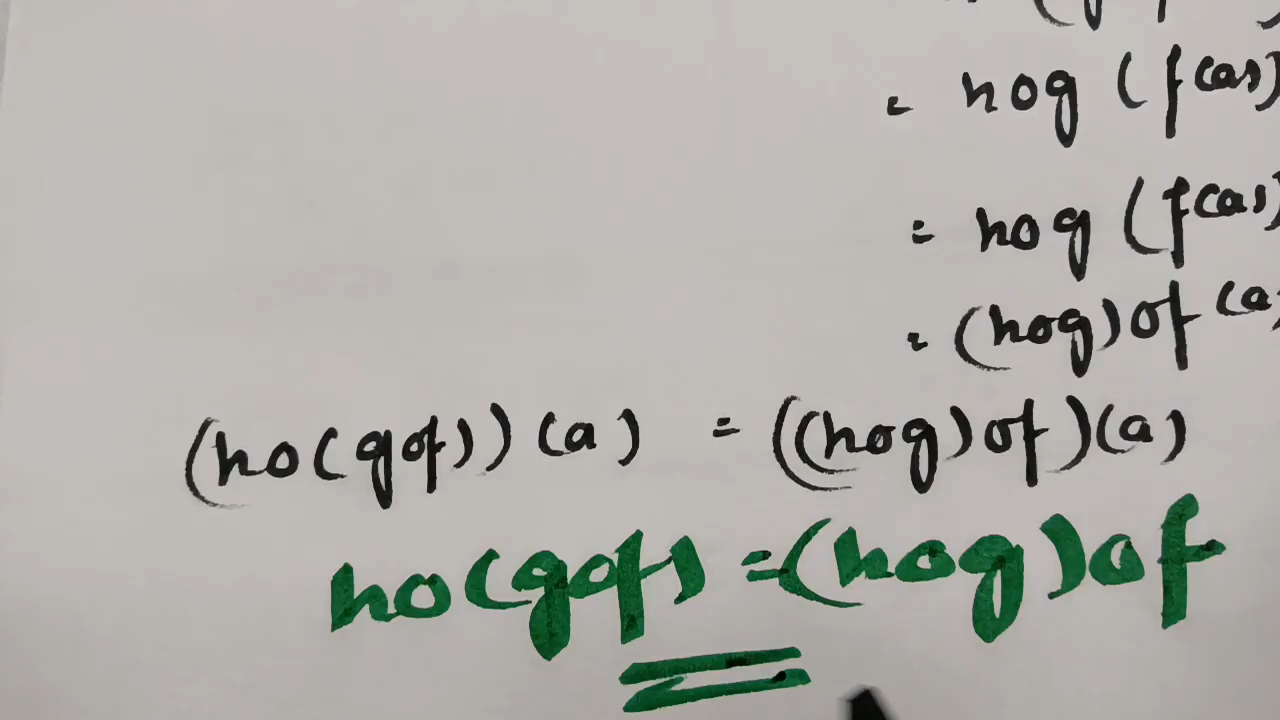 = hog (f(a)
= hog (f(a)
= (hog)of (a)
(ho(gof))(a) = ((hog)of)(a)
ho(gof) = (hog)of